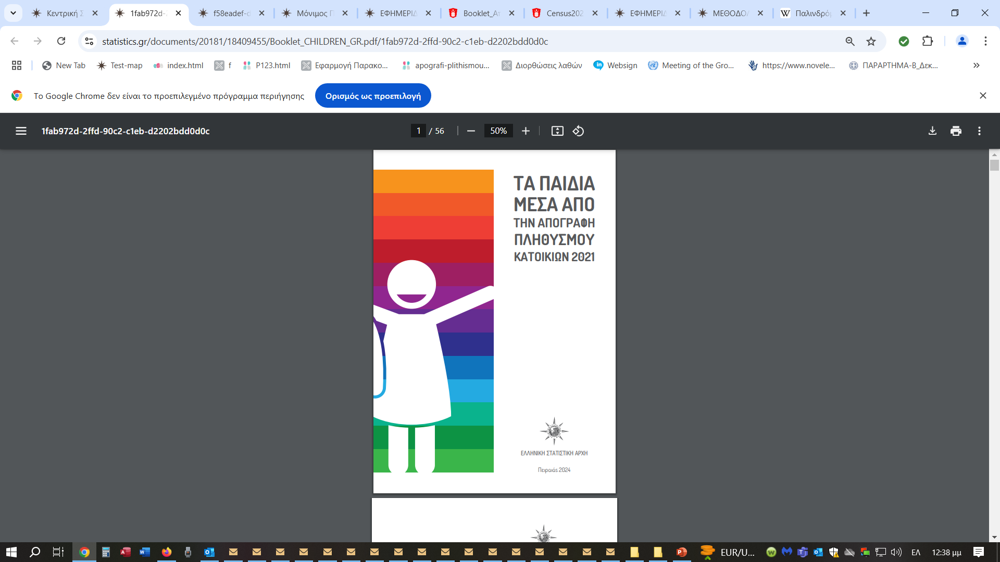 Κεντρική Σ
1fab972d-2
f58eadef-d
Μόνιμος Π
ΕΦΗΜΕΡΙΔ
Booklet_Απ
Census202
ΕΦΗΜΕΡΙΔ
ΜΕΘΟΔΟΛ
Παλινδρόμ
statistics.gr/documents/20181/18409455/Booklet_CHILDREN_GR.pdf/1fab972d-2ffd-90c2-c1eb-d2202bdd0d0c
New Tab
Test-map
index.html
f
P123.html
Εφαρμογή Παρακο...
apografi-plithismou...
Διορθώσεις λαθών
Websign
Meeting of the Gro...
https://www.novele...
ΠΑΡΑΡΤΗΜΑ-Β_Δεκ...
Το Google Chrome δεν είναι το προεπιλεγμένο πρόγραμμα περιήγησης
Ορισμός ως προεπιλογή
1fab972d-2ffd-90c2-c1eb-d2202bdd0d0c
1 / 56
50%
ΤΑ ΠΑΙΔΙΑ
ΜΕΣΑ ΑΠΟ
ΤΗΝ ΑΠΟΓΡΑΦΗ
ΠΛΗΘΥΣΜΟΥ
ΚΑΤΟΙΚΙΩΝ 2021
ΕΛΛΗΝΙΚΗ ΣΤΑΤΙΣΤΙΚΗ ΑΡΧΗ
Πειραιάς 2024
EUR/U...
ΕΛ
12:38 μμ